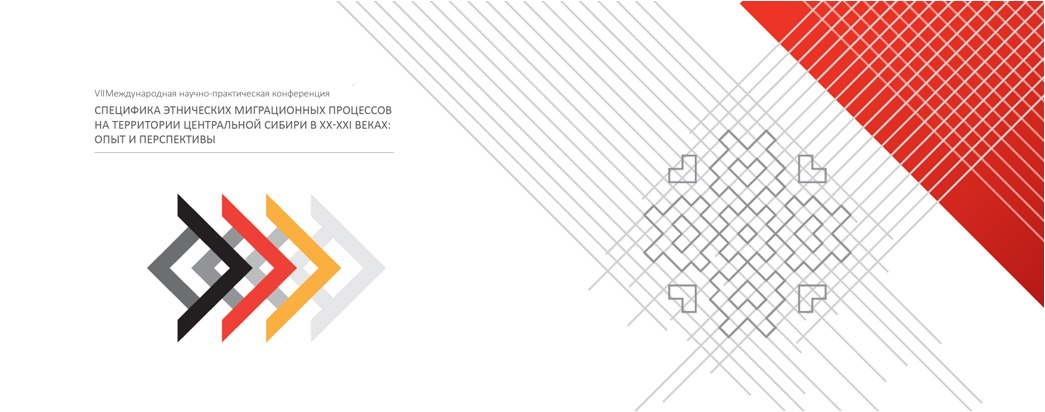 VIIМеждународная научно-практическая конференция
СПЕЦИФИКА ЭТНИЧЕСКИХ МИГРАЦИОННЫХ ПРОЦЕССОВ
НА ТЕРРИТОРИИ ЦЕНТРАЛЬНОЙ СИБИРИ В XX-XXI ВЕКАХ:
ОПЫТ И ПЕРСПЕКТИВЫ